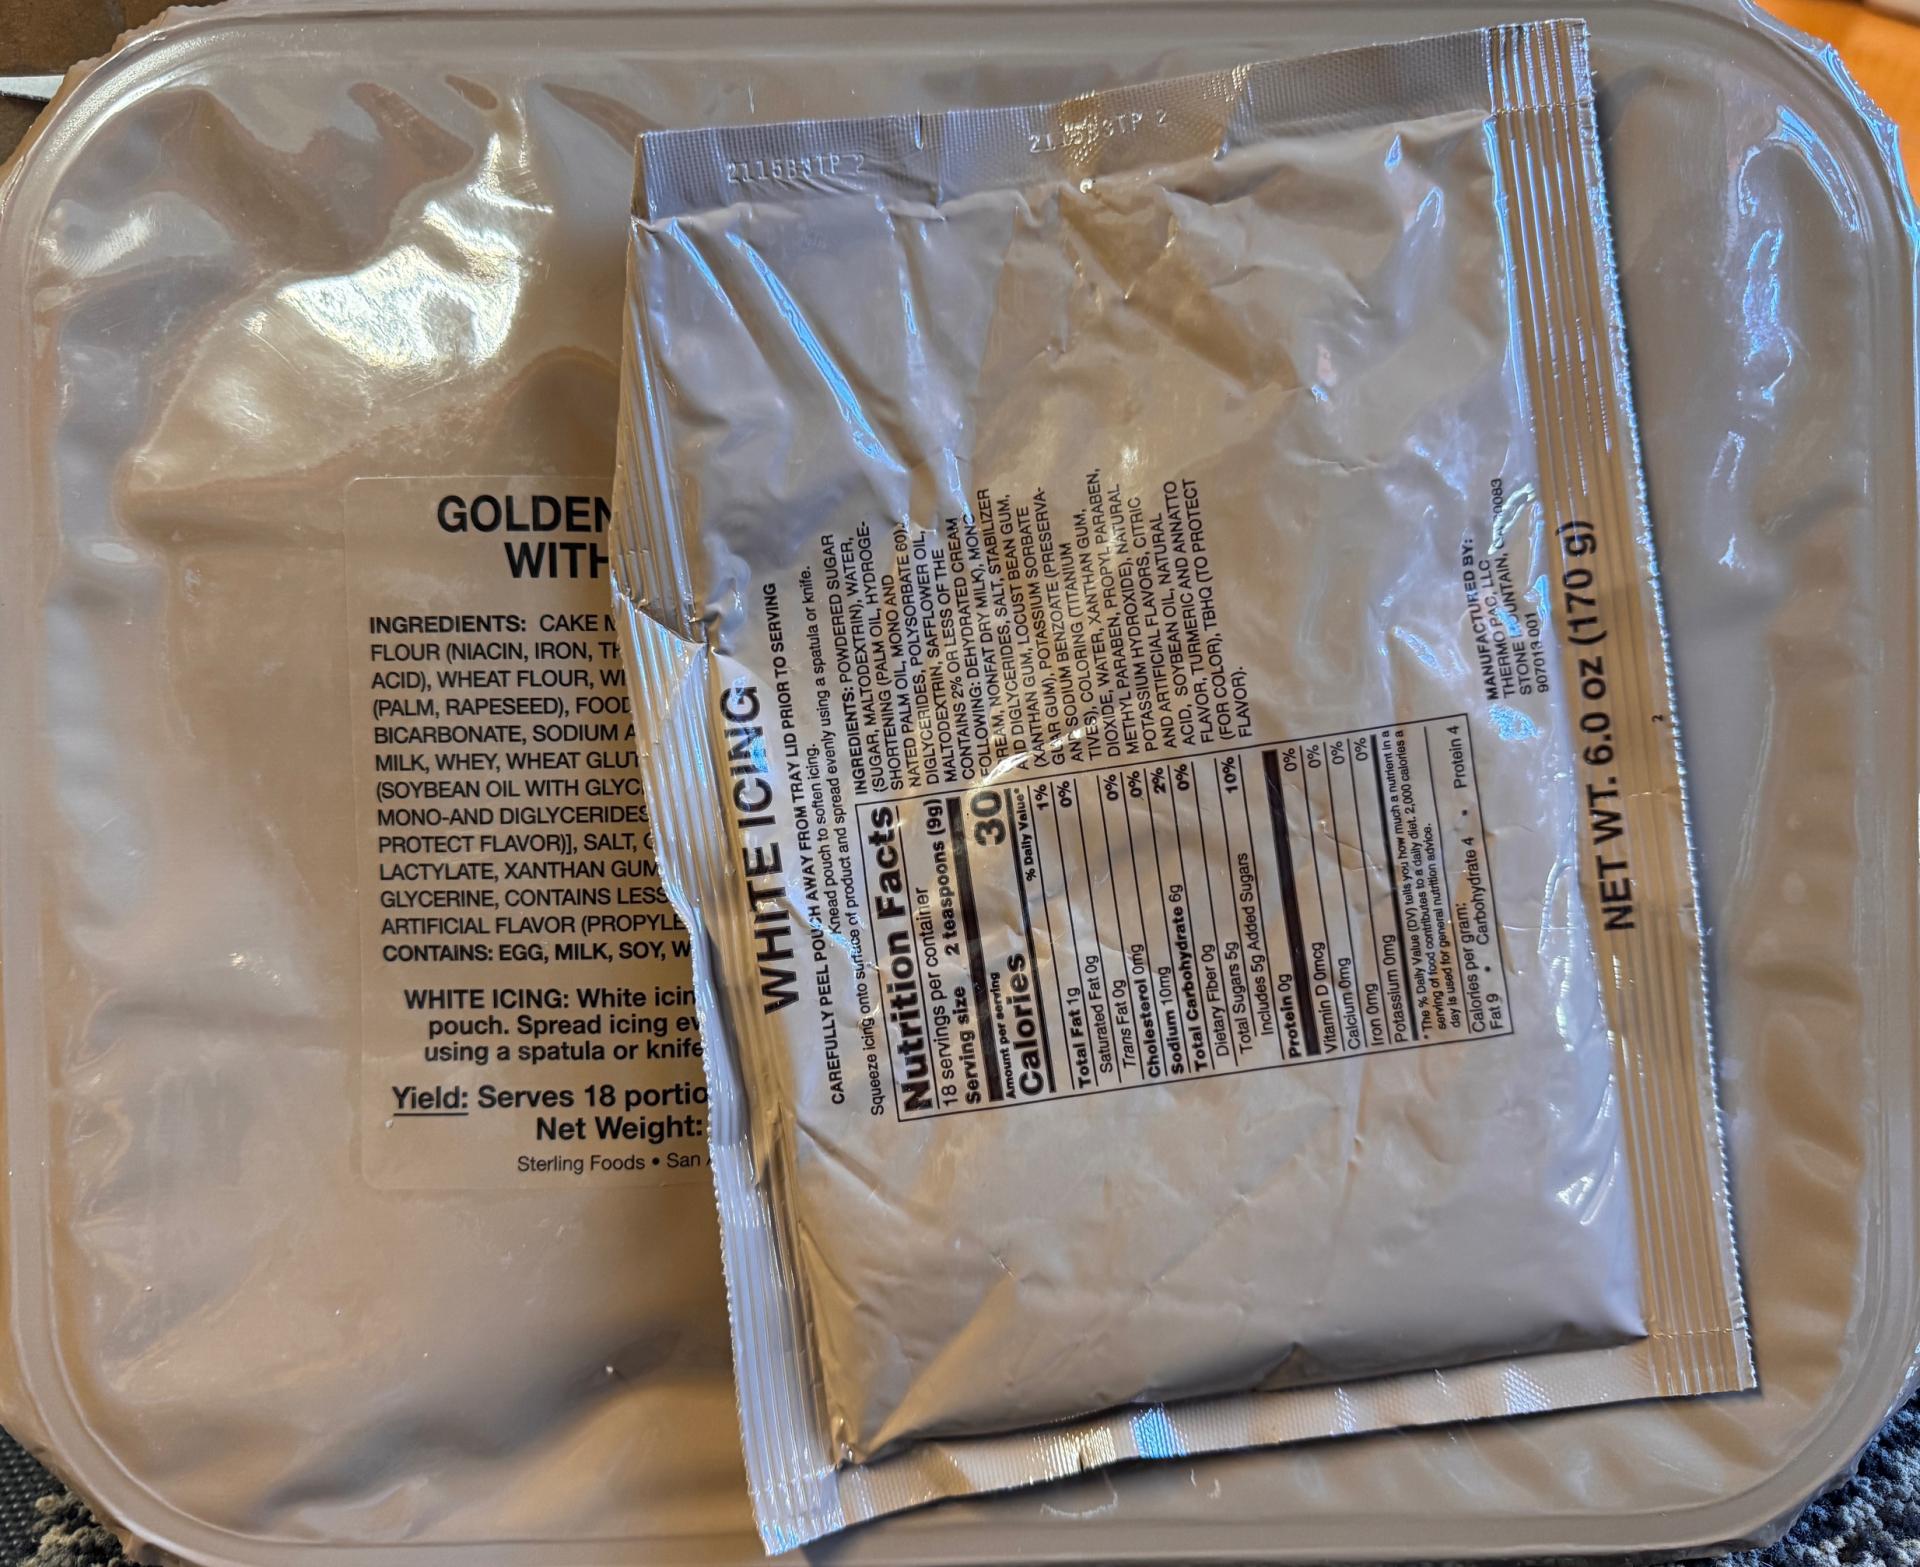 GOLDEN
WITH
INGREDIENTS: CAKE
FLOUR (NIACIN, IRON,
ACID), WHEAT FLOUR,
(PALM, RAPESEED),
BICARBONATE, SODIUM
MILK, WHEY, WHEAT
(SOYBEAN OIL WITH
MONO-AND DIGLYCERIDES
PROTECT FLAVOR)], SALT,
LACTYLATE, XANTHAN GUM
GLYCERINE, CONTAINS LESS
ARTIFICIAL FLAVOR
CONTAINS: EGG, MILK, SOY,
WHITE ICING: White
pouch. Spread icing
using a spatula or knife
Yield: Serves 18
Net Weight:
Sterling Foods • San
2115B3TP 2
WHITE ICING
CAREFULLY PEEL POUCH AWAY FROM TRAY LID PRIOR TO SERVING
Knead pouch to soften icing.
Squeeze icing onto surface of product and spread evenly using a spatula or knife.
Nutrition Facts
18 servings per container
Serving size 2 teaspoons (9g)
Amount per serving
Calories 30
% Daily Value*
Total Fat 1g 1%
Saturated Fat 0g 0%
Trans Fat 0g
Cholesterol 0mg 0%
Sodium 10mg 0%
Total Carbohydrate 6g 2%
Dietary Fiber 0g 0%
Total Sugars 5g
Includes 5g Added Sugars 10%
Protein 0g
Vitamin D 0mcg 0%
Calcium 0mg 0%
Iron 0mg 0%
Potassium 0mg 0%
* The % Daily Value (DV) tells you how much a nutrient in a
serving of food contributes to a daily diet. 2,000 calories a
day is used for general nutrition advice.
Calories per gram:
Fat 9 • Carbohydrate 4 • Protein 4
INGREDIENTS: POWDERED SUGAR
(SUGAR, MALTODEXTRIN), WATER,
SHORTENING (PALM OIL, HYDROGE-
NATED PALM OIL, MONO AND
DIGLYCERIDES, POLYSORBATE 60),
MALTODEXTRIN, SAFFLOWER OIL,
CONTAINS 2% OR LESS OF THE
FOLLOWING: DEHYDRATED CREAM
(CREAM, NONFAT DRY MILK), MONO
AND DIGLYCERIDES, SALT, STABILIZER
(XANTHAN GUM, LOCUST BEAN GUM,
GUAR GUM), POTASSIUM SORBATE
AND SODIUM BENZOATE (PRESERVA-
TIVES), COLORING (TITANIUM
DIOXIDE, WATER, XANTHAN GUM,
METHYL PARABEN, PROPYL PARABEN,
POTASSIUM HYDROXIDE), NATURAL
AND ARTIFICIAL FLAVORS, CITRIC
ACID, SOYBEAN OIL, NATURAL
FLAVOR, TURMERIC AND ANNATTO
(FOR COLOR), TBHQ (TO PROTECT
FLAVOR).
MANUFACTURED BY:
THERMO PAC, LLC
STONE MOUNTAIN,
907013 001
NET WT. 6.0 oz (170 g)
2